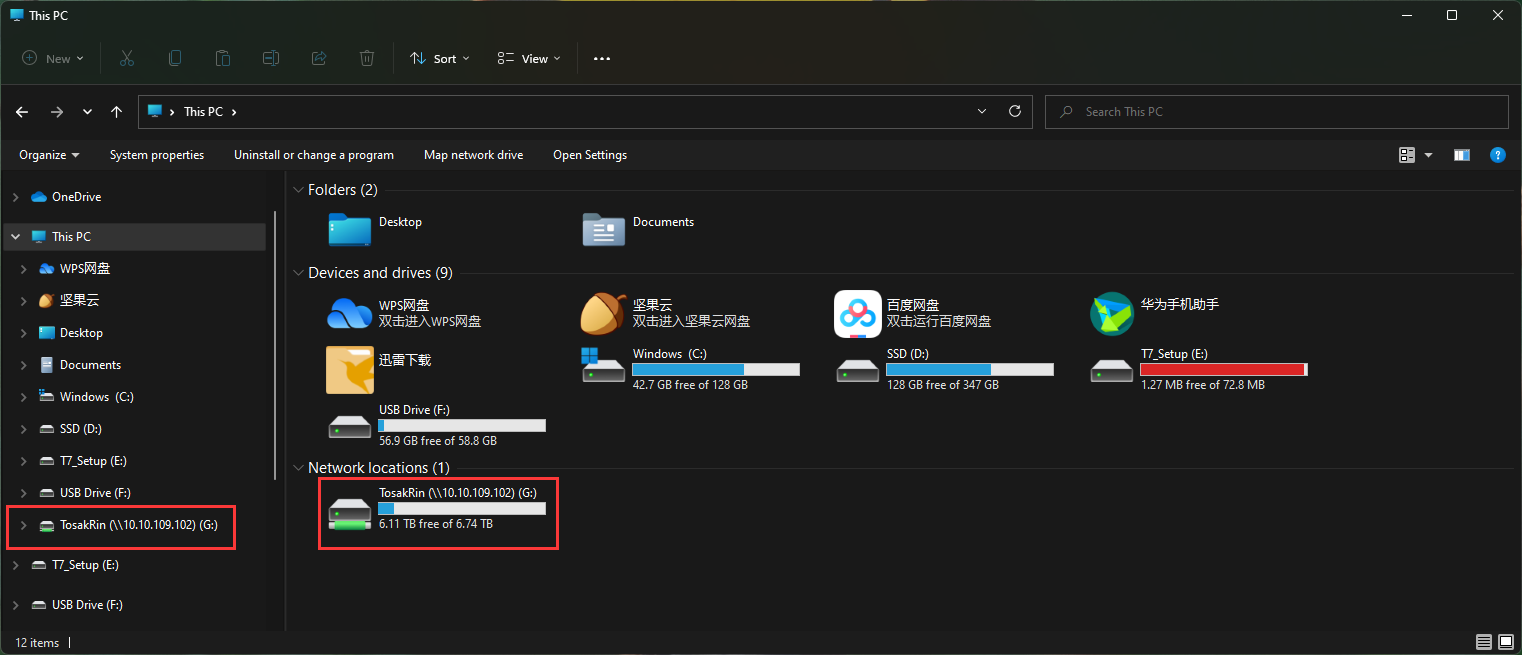 This PC
New
Sort
View
This PC
Search This PC
Organize
System properties
Uninstall or change a program
Map network drive
Open Settings
OneDrive
This PC
WPS网盘
坚果云
Desktop
Documents
Windows (C:)
SSD (D:)
T7_Setup (E:)
USB Drive (F:)
TosakRin (\\10.10.109.102) (G:)
T7_Setup (E:)
USB Drive (F:)
Folders (2)
Desktop
Documents
Devices and drives (9)
WPS网盘
双击进入WPS网盘
坚果云
双击进入坚果云网盘
百度网盘
双击运行百度网盘
华为手机助手
迅雷下载
Windows (C:)
42.7 GB free of 128 GB
SSD (D:)
128 GB free of 347 GB
T7_Setup (E:)
1.27 MB free of 72.8 MB
USB Drive (F:)
56.9 GB free of 58.8 GB
Network locations (1)
TosakRin (\\10.10.109.102) (G:)
6.11 TB free of 6.74 TB
12 items